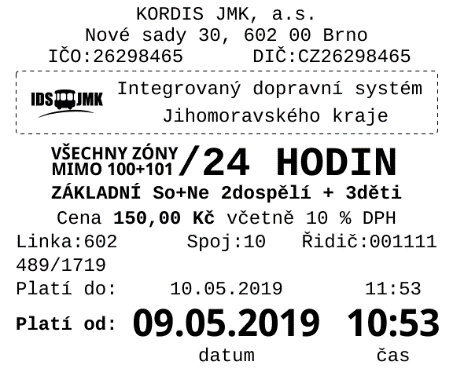 KORDIS JMK, a.s.
Nové sady 30, 602 00 Brno
IČO:26298465 DIČ:CZ26298465
IDS JMK
Integrovaný dopravní systém
Jihomoravského kraje
VŠECHNY ZÓNY
MIMO 100+101 /24 HODIN
ZÁKLADNÍ So+Ne 2dospělí + 3děti
Cena 150,00 Kč včetně 10 % DPH
Linka:602 Spoj:10 Řidič:001111
489/1719
Platí do: 10.05.2019 11:53
Platí od: 09.05.2019 10:53
datum čas